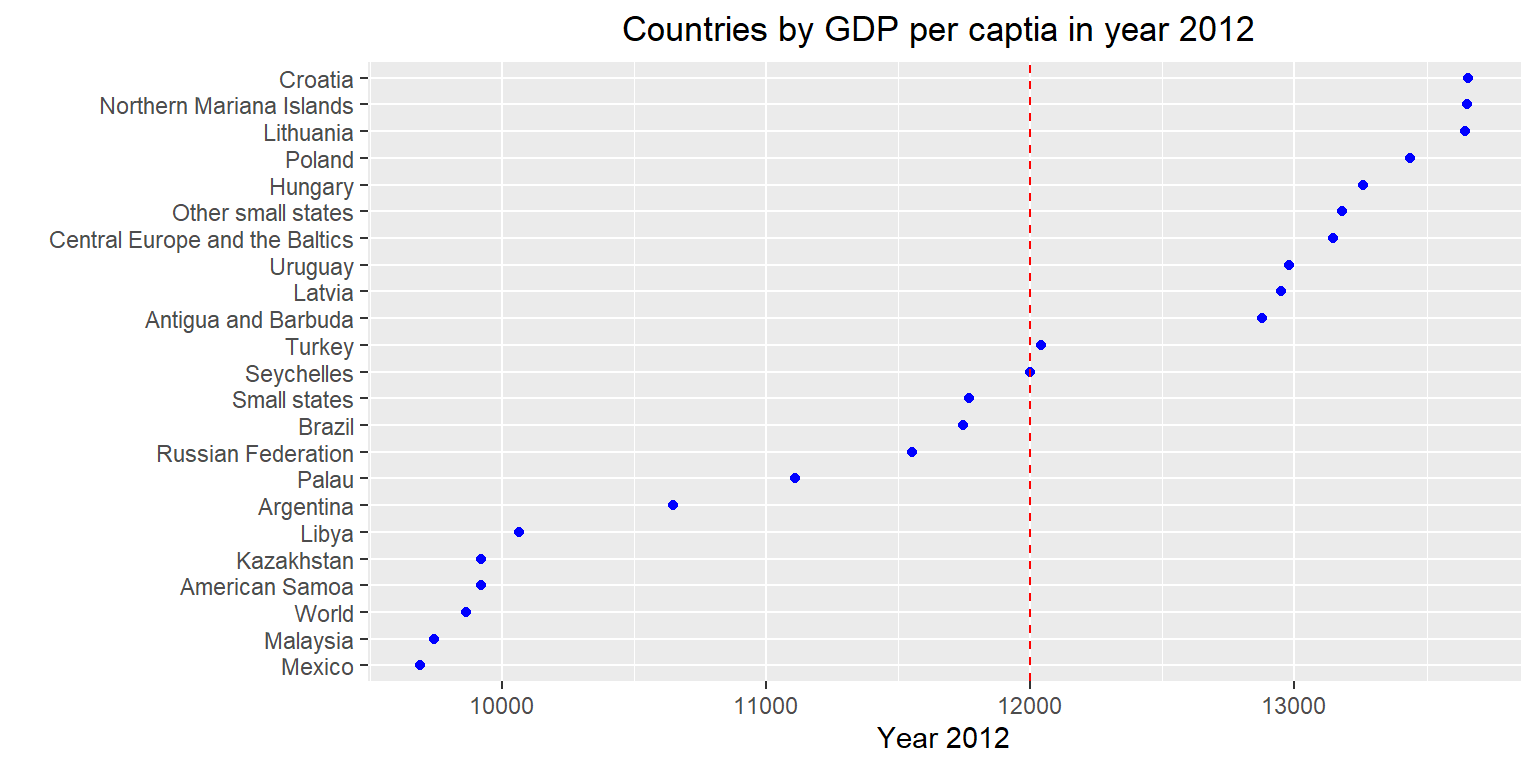 Countries by GDP per captia in year 2012
Croatia
Northern Mariana Islands
Lithuania
Poland
Hungary
Other small states
Central Europe and the Baltics
Uruguay
Latvia
Antigua and Barbuda
Turkey
Seychelles
Small states
Brazil
Russian Federation
Palau
Argentina
Libya
Kazakhstan
American Samoa
World
Malaysia
Mexico
10000 11000 12000 13000
Year 2012